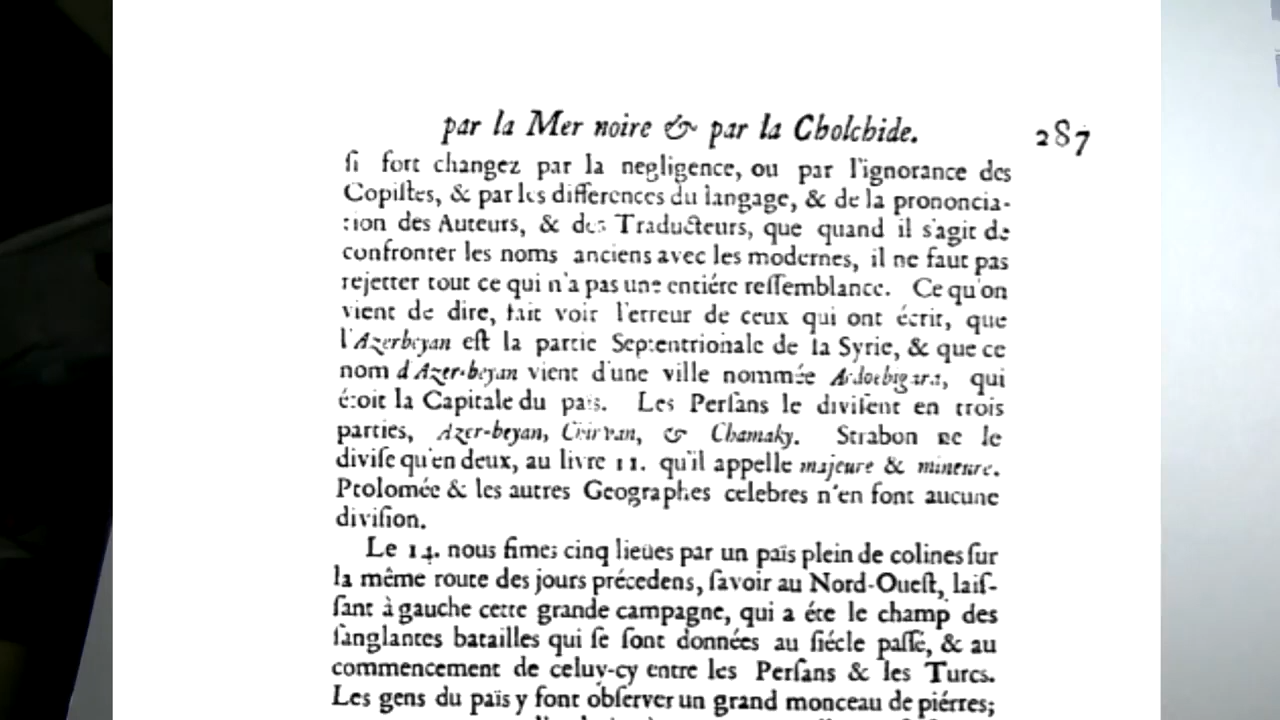 par la Mer noire & par la Cholchide. 287
ſi fort changez par la negligence, ou par l'ignorance des
Copiſtes, & par les differences du langage, & de la prononcia-
tion des Auteurs, & des Traducteurs, que quand il s'agit de
confronter les noms anciens avec les modernes, il ne faut pas
rejetter tout ce qui n'a pas une entiére reſſemblance. Ce qu'on
vient de dire, fait voir l'erreur de ceux qui ont écrit, que
l'Azerbeyan eſt la partie Septentrionale de la Syrie, & que ce
nom d'Azer-beyan vient d'une ville nommée qui
étoit la Capitale du païs. Les Perſans le diviſent en trois
parties, Azer-beyan, & Chamaky. Strabon ne le
diviſe qu'en deux, au livre 11. qu'il appelle majeure & mineure.
Ptolomée & les autres Geographes celebres n'en font aucune
diviſion.
Le 14. nous fimes cinq lieües par un païs plein de colines ſur
la même route des jours précedens, ſavoir au Nord-Oueſt, laiſ-
ſant à gauche cette grande campagne, qui a éte le champ des
ſanglantes batailles qui ſe ſont données au ſiécle paſſé, & au
commencement de celuy-cy entre les Perſans & les Turcs.
Les gens du païs y font obſerver un grand monceau de piérres;